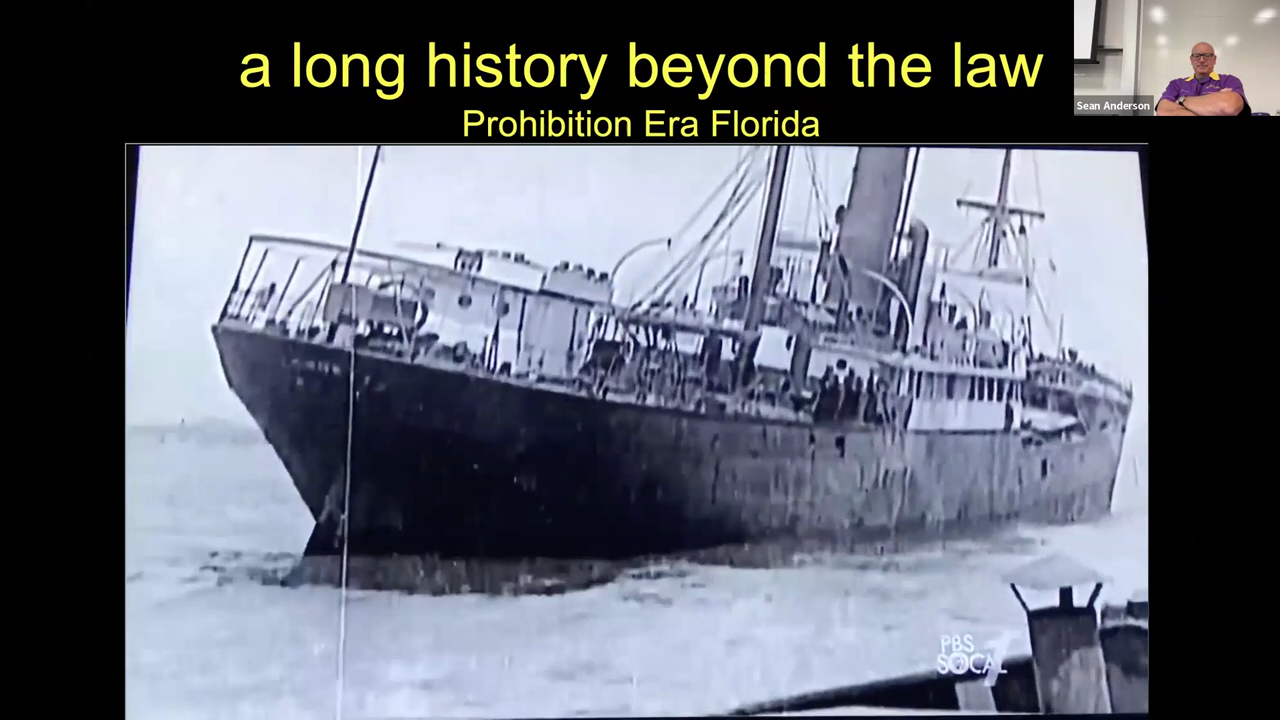 a long history beyond the law
Prohibition Era Florida
Sean Anderson
PBS
SOCAL